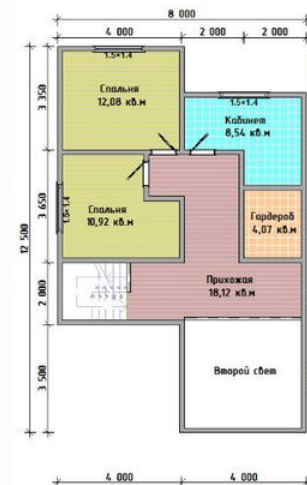 8 000
4 000
2 000
2 000
1.5×1.4
Спальня
12,08 кв.м
3 350
1.5×1.4
Кабинет
8,54 кв.м
12 500
3 650
1.5×1.4
Спальня
10,92 кв.м
Гардероб
4,07 кв.м
2 000
Прихожая
18,12 кв.м
3 500
Второй свет
4 000
4 000